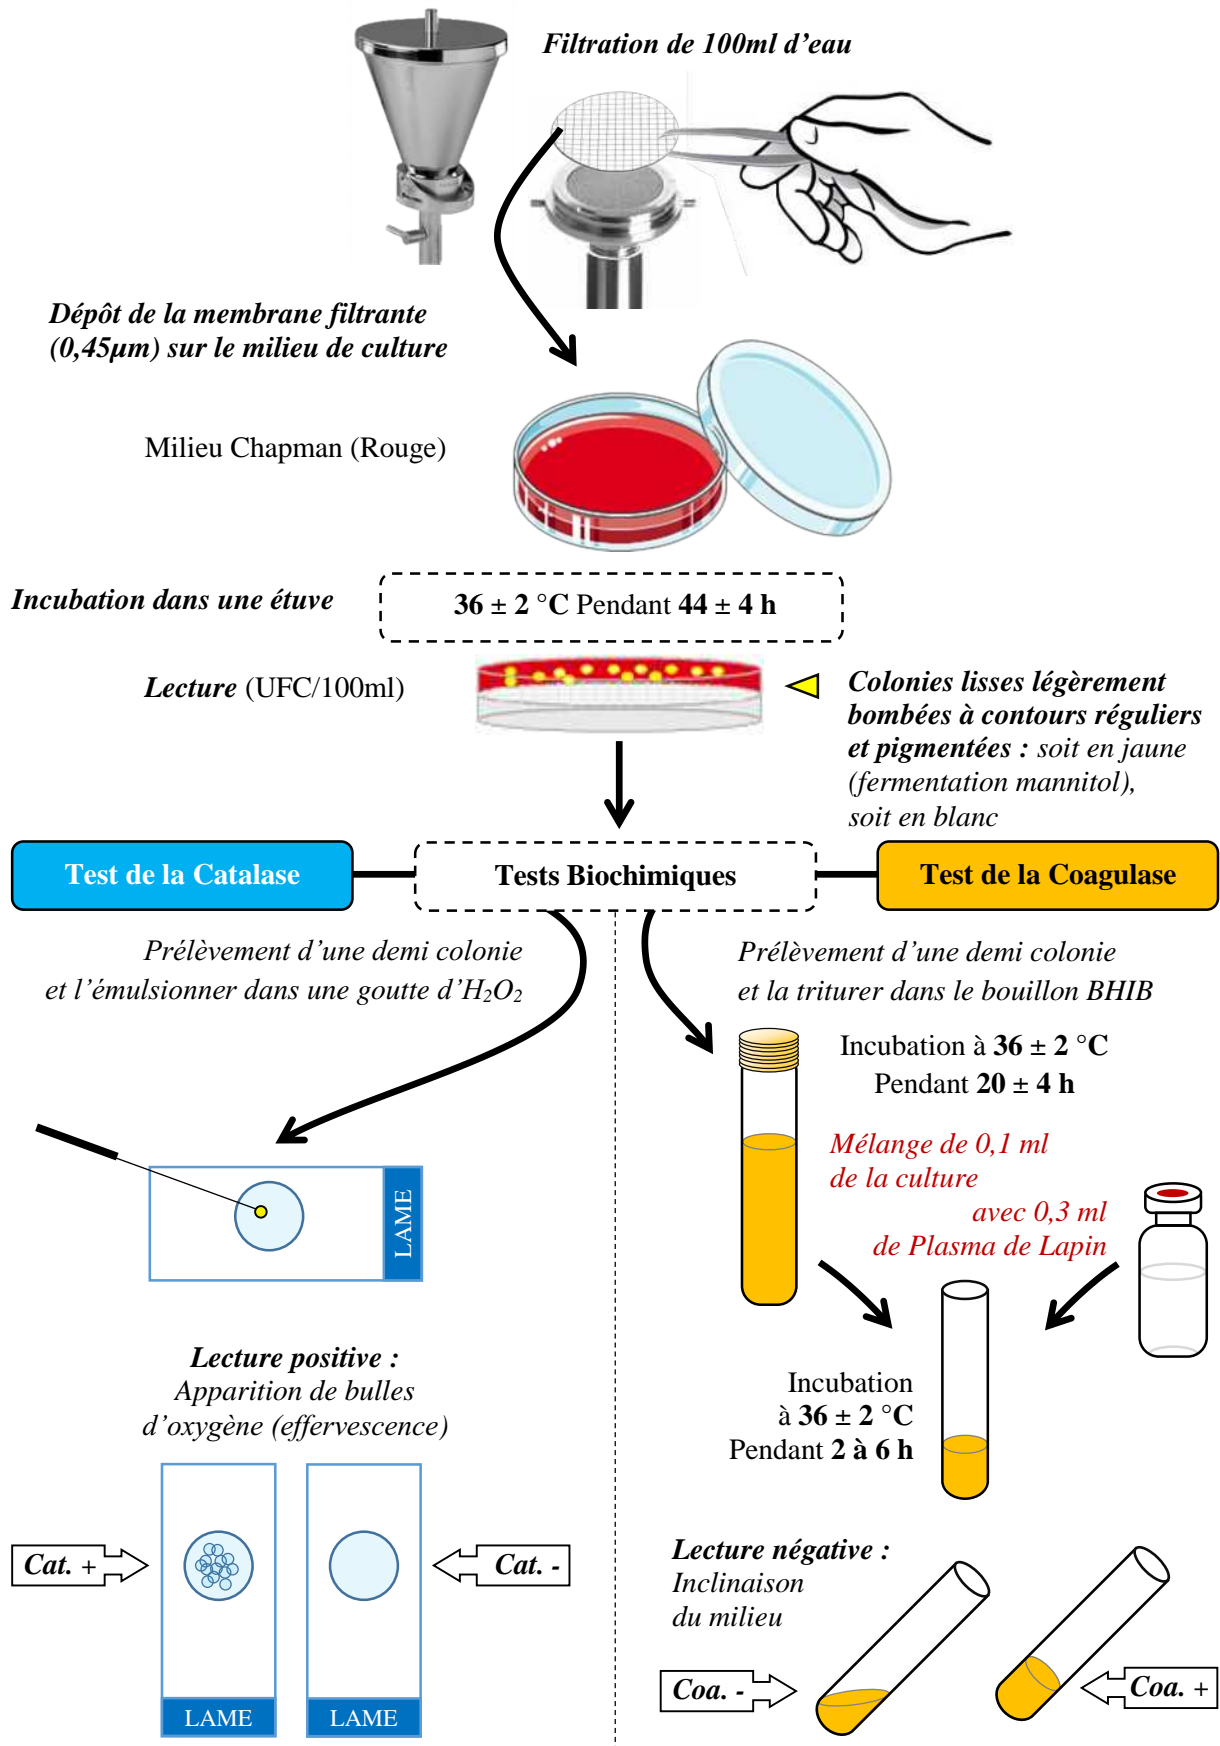 Filtration de 100ml d’eau
Dépôt de la membrane filtrante
(0,45µm) sur le milieu de culture
Milieu Chapman (Rouge)
Incubation dans une étuve
36 ± 2 °C Pendant 44 ± 4 h
Lecture (UFC/100ml)
Colonies lisses légèrement
bombées à contours réguliers
et pigmentées : soit en jaune
(fermentation mannitol),
soit en blanc
Test de la Catalase
Tests Biochimiques
Test de la Coagulase
Prélèvement d’une demi colonie
et l’émulsionner dans une goutte d’H₂O₂
LAME
Lecture positive :
Apparition de bulles
d’oxygène (effervescence)
Cat. +
Cat. -
LAME
LAME
Prélèvement d’une demi colonie
et la triturer dans le bouillon BHIB
Incubation à 36 ± 2 °C
Pendant 20 ± 4 h
Mélange de 0,1 ml
de la culture
avec 0,3 ml
de Plasma de Lapin
Incubation
à 36 ± 2 °C
Pendant 2 à 6 h
Lecture négative :
Inclinaison
du milieu
Coa. -
Coa. +